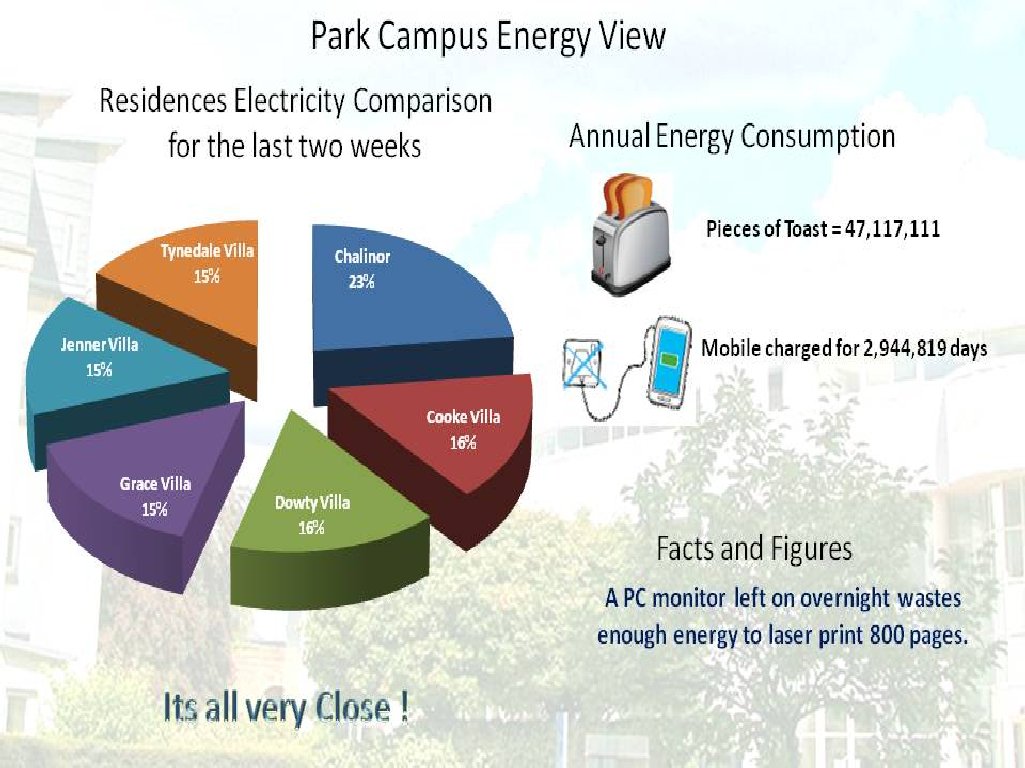 Park Campus Energy View
Residences Electricity Comparison
for the last two weeks
Tynedale Villa
15%
Chalinor
23%
Jenner Villa
15%
Cooke Villa
16%
Grace Villa
15%
Dowty Villa
16%
Its all very Close !
Annual Energy Consumption
Pieces of Toast = 47,117,111
Mobile charged for 2,944,819 days
Facts and Figures
A PC monitor left on overnight wastes
enough energy to laser print 800 pages.